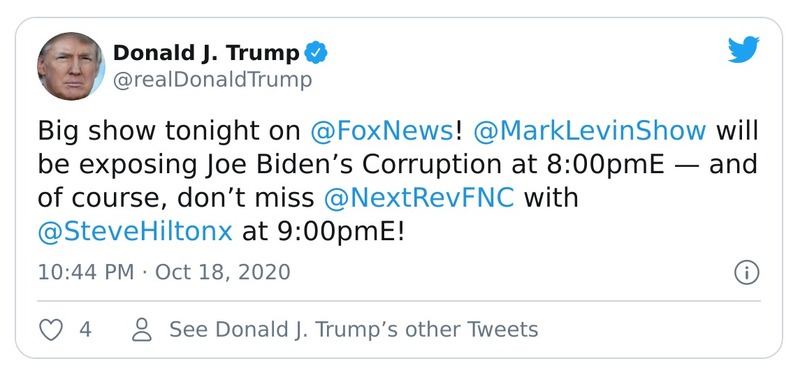 Donald J. Trump
@realDonaldTrump
Big show tonight on @FoxNews! @MarkLevinShow will
be exposing Joe Biden’s Corruption at 8:00pmE — and
of course, don’t miss @NextRevFNC with
@SteveHiltonx at 9:00pmE!
10:44 PM · Oct 18, 2020
4 See Donald J. Trump’s other Tweets